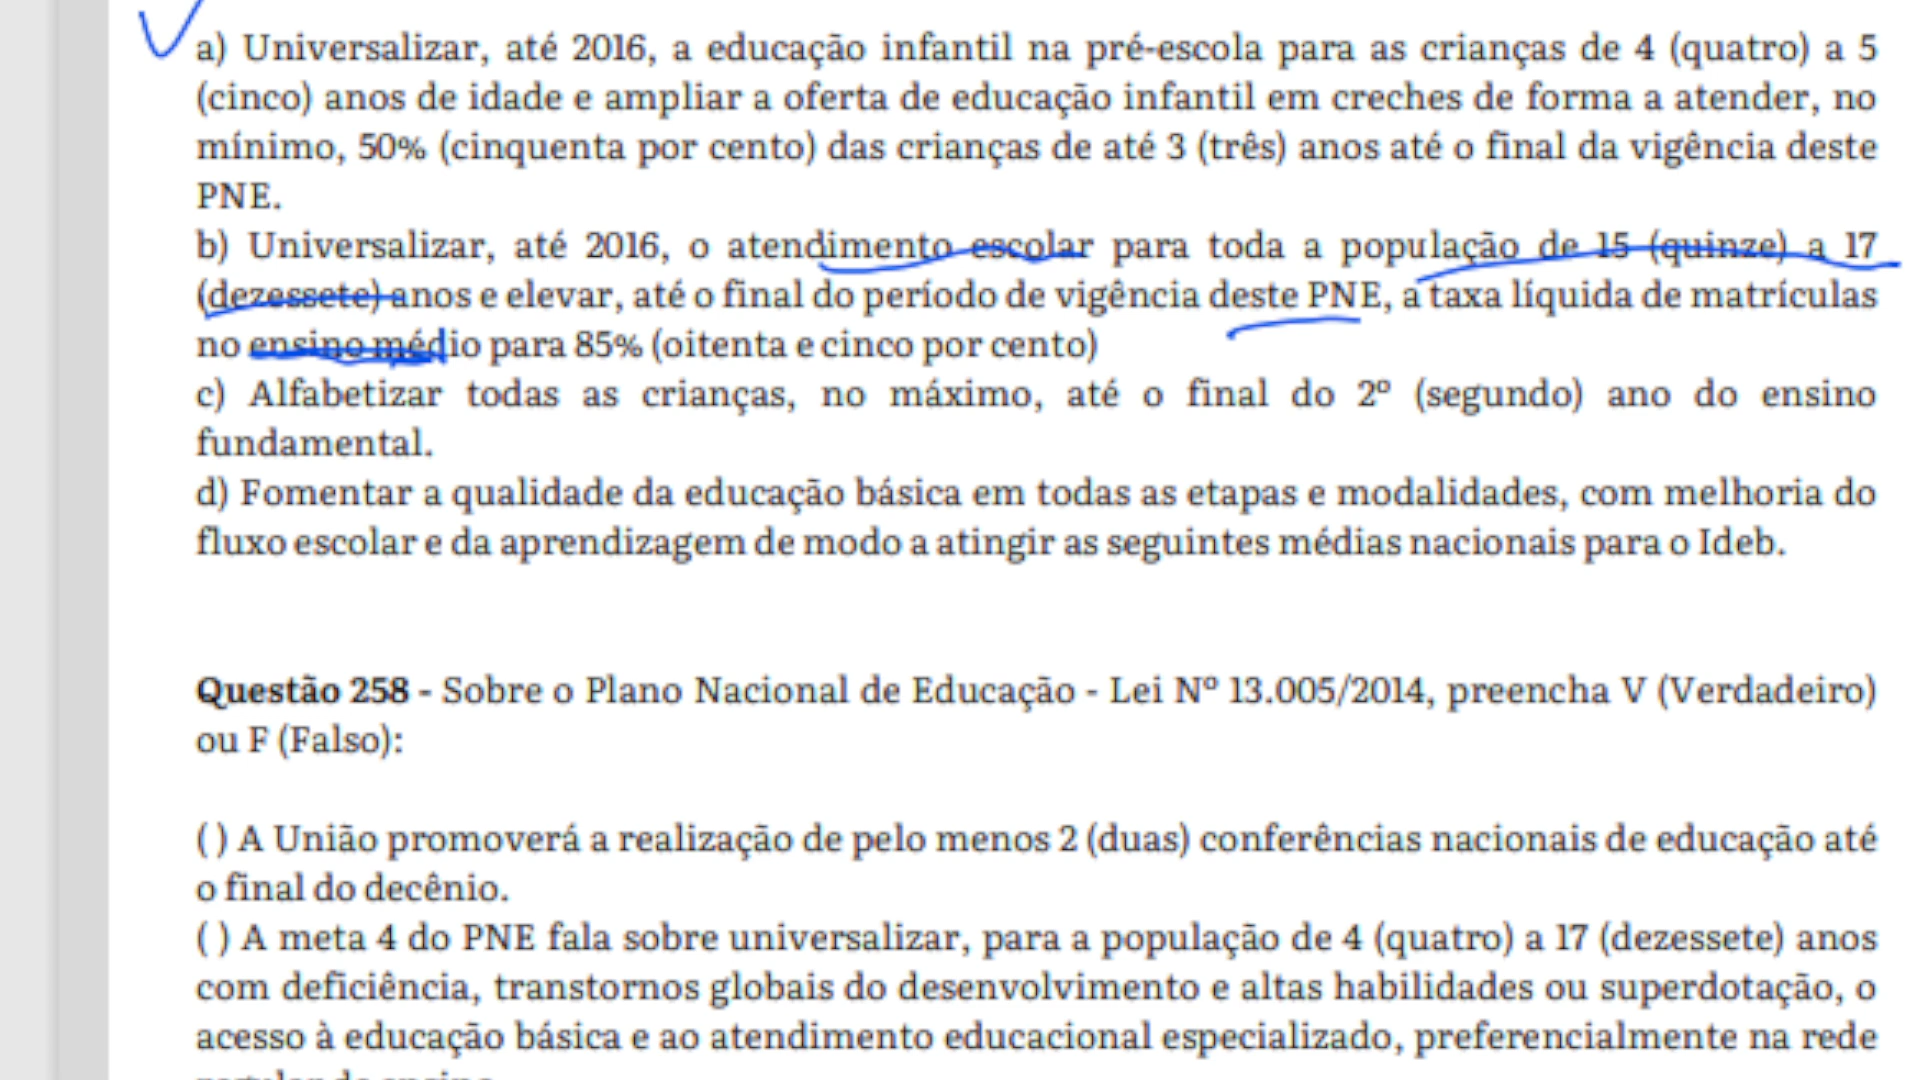 a) Universalizar, até 2016, a educação infantil na pré-escola para as crianças de 4 (quatro) a 5
(cinco) anos de idade e ampliar a oferta de educação infantil em creches de forma a atender, no
mínimo, 50% (cinquenta por cento) das crianças de até 3 (três) anos até o final da vigência deste
PNE.
b) Universalizar, até 2016, o atendimento escolar para toda a população de 15 (quinze) a 17
(dezessete) anos e elevar, até o final do período de vigência deste PNE, a taxa líquida de matrículas
no ensino médio para 85% (oitenta e cinco por cento)
c) Alfabetizar todas as crianças, no máximo, até o final do 2º (segundo) ano do ensino
fundamental.
d) Fomentar a qualidade da educação básica em todas as etapas e modalidades, com melhoria do
fluxo escolar e da aprendizagem de modo a atingir as seguintes médias nacionais para o Ideb.
Questão 258 - Sobre o Plano Nacional de Educação - Lei Nº 13.005/2014, preencha V (Verdadeiro)
ou F (Falso):
( ) A União promoverá a realização de pelo menos 2 (duas) conferências nacionais de educação até
o final do decênio.
( ) A meta 4 do PNE fala sobre universalizar, para a população de 4 (quatro) a 17 (dezessete) anos
com deficiência, transtornos globais do desenvolvimento e altas habilidades ou superdotação, o
acesso à educação básica e ao atendimento educacional especializado, preferencialmente na rede